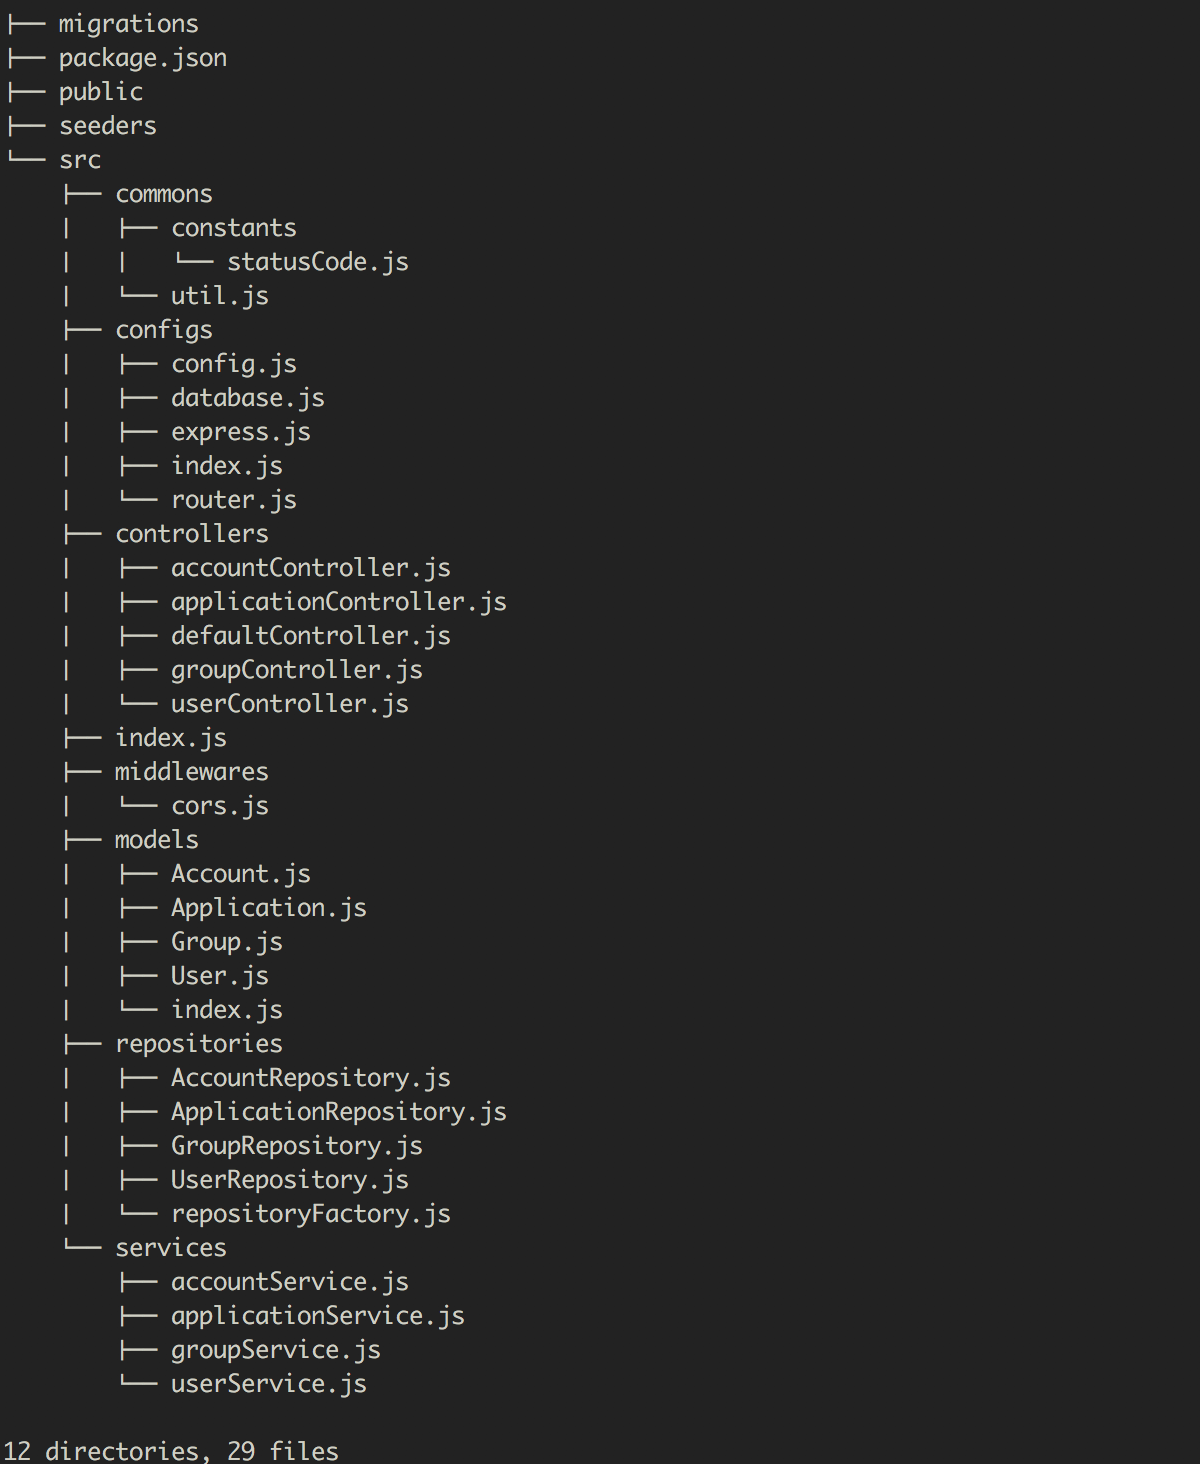 ├── migrations
├── package.json
├── public
├── seeders
└── src
    ├── commons
    │   ├── constants
    │   │   └── statusCode.js
    │   └── util.js
    ├── configs
    │   ├── config.js
    │   ├── database.js
    │   ├── express.js
    │   ├── index.js
    │   └── router.js
    ├── controllers
    │   ├── accountController.js
    │   ├── applicationController.js
    │   ├── defaultController.js
    │   ├── groupController.js
    │   └── userController.js
    ├── index.js
    ├── middlewares
    │   └── cors.js
    ├── models
    │   ├── Account.js
    │   ├── Application.js
    │   ├── Group.js
    │   ├── User.js
    │   └── index.js
    ├── repositories
    │   ├── AccountRepository.js
    │   ├── ApplicationRepository.js
    │   ├── GroupRepository.js
    │   ├── UserRepository.js
    │   └── repositoryFactory.js
    └── services
        ├── accountService.js
        ├── applicationService.js
        ├── groupService.js
        └── userService.js

12 directories, 29 files